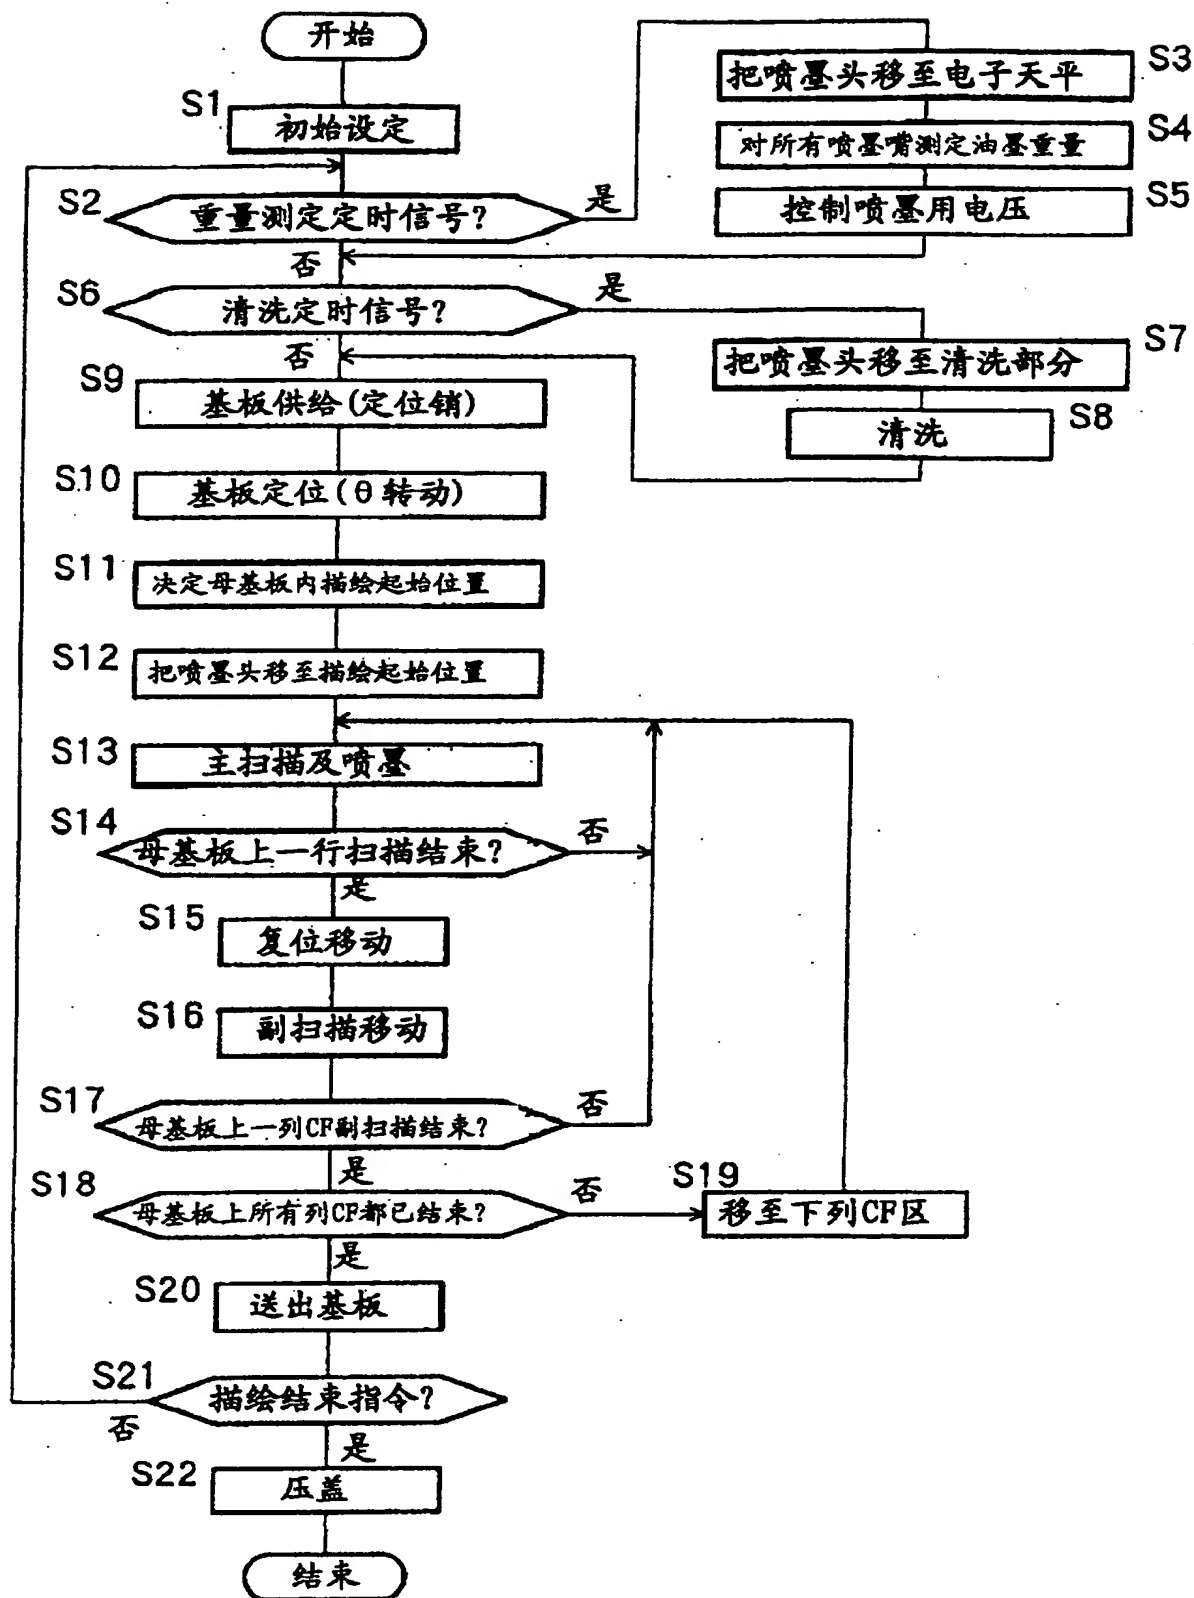 开始
S1
初始设定
S2
重量测定定时信号?
是
否
S3
把喷墨头移至电子天平
S4
对所有喷墨嘴测定油墨重量
S5
控制喷墨用电压
S6
清洗定时信号?
是
否
S7
把喷墨头移至清洗部分
S8
清洗
S9
基板供给(定位销)
S10
基板定位(θ转动)
S11
决定母基板内描绘起始位置
S12
把喷墨头移至描绘起始位置
S13
主扫描及喷墨
S14
母基板上一行扫描结束?
否
是
S15
复位移动
S16
副扫描移动
S17
母基板上一列CF副扫描结束?
否
是
S18
母基板上所有列CF都已结束?
否
S19
移至下列CF区
是
S20
送出基板
S21
描绘结束指令?
否
是
S22
压盖
结束